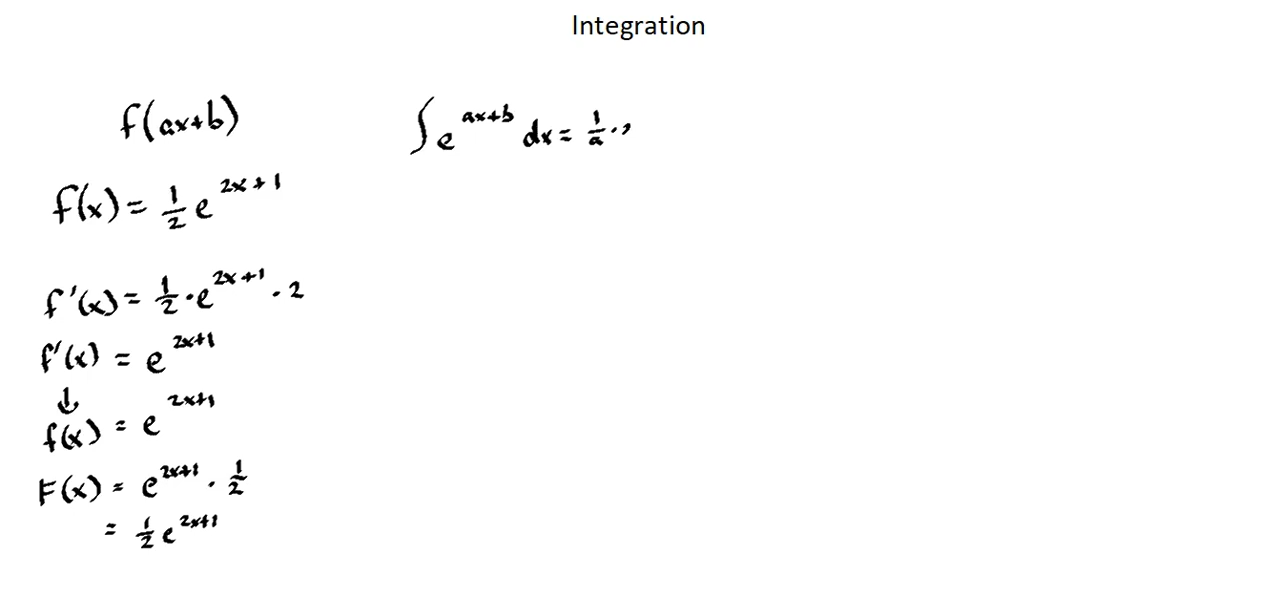 Integration
f(ax+b)
f(x) = 1/2 e^{2x+1}
f'(x) = 1/2 · e^{2x+1} · 2
f'(x) = e^{2x+1}
↓
f(x) = e^{2x+1}
F(x) = e^{2x+1} · 1/2
= 1/2 e^{2x+1}
∫ e^{ax+b} dx = 1/a ·